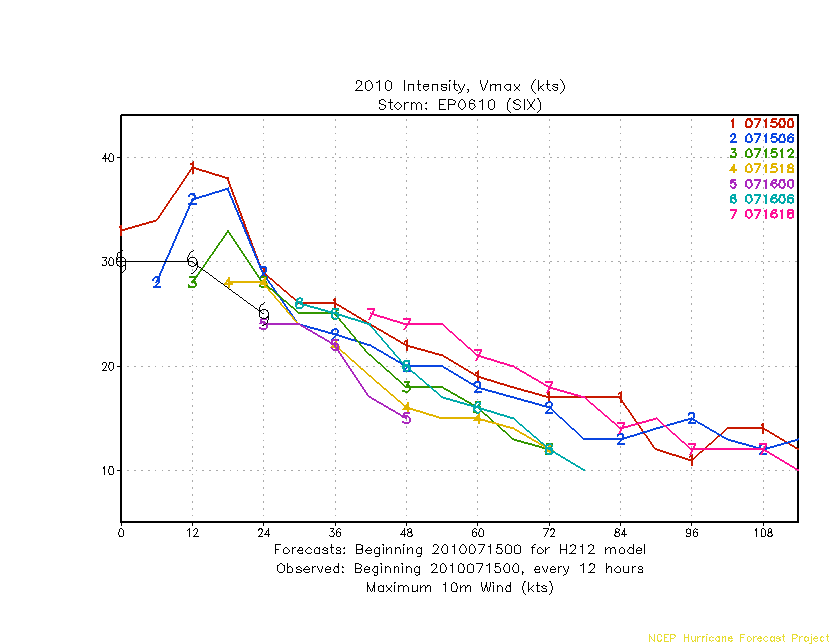 2010 Intensity, Vmax (kts)
Storm: EP0610 (SIX)
1 071500
2 071506
3 071512
4 071518
5 071600
6 071606
7 071618
40
30
20
10
0 12 24 36 48 60 72 84 96 108
Forecasts: Beginning 2010071500 for H212 model
Observed: Beginning 2010071500, every 12 hours
Maximum 10m Wind (kts)
NCEP Hurricane Forecast Project